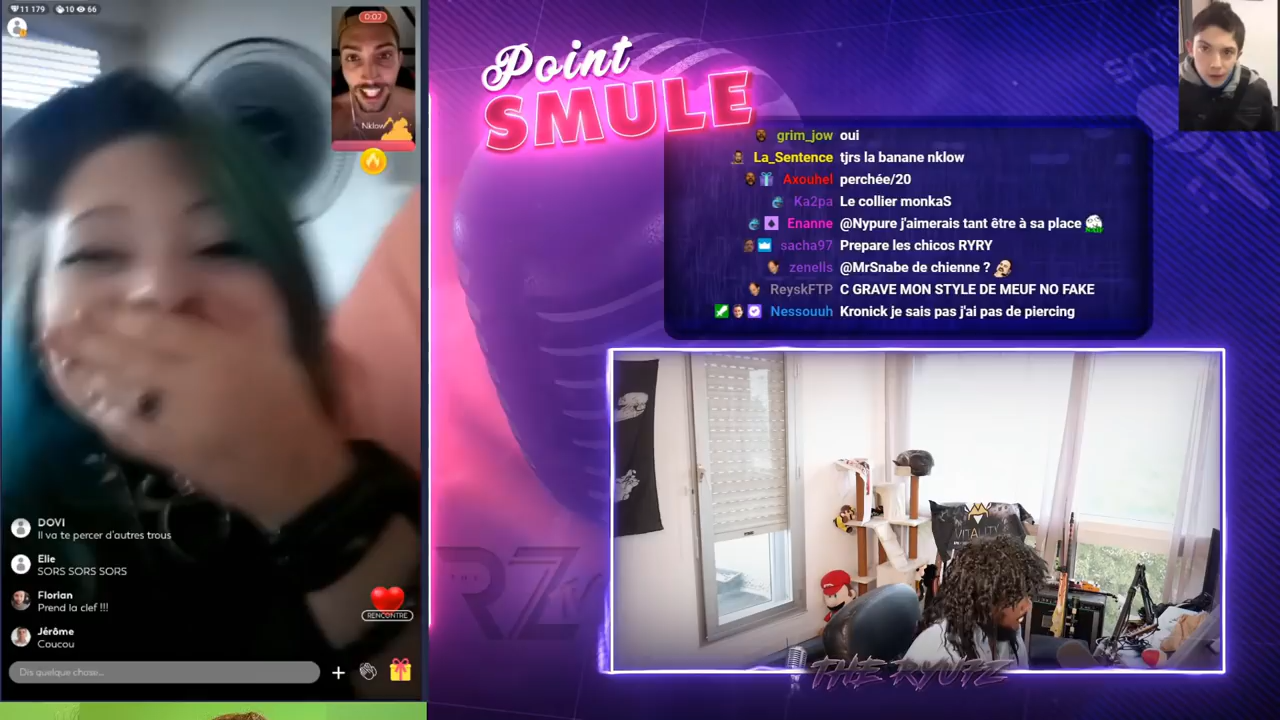 11 179 10 66
0:03
Nklow
DOVI
Il va te percer d'autres trous
Elie
SORS SORS SORS
Florian
Prend la clef !!!
Jérôme
Coucou
RENCONTRE
Dis quelque chose...
Point
SMULE
grim_jow oui
La_Sentence tjrs la banane nklow
Axouhel perchée/20
Ka2pa Le collier monkaS
Enanne @Nypure j'aimerais tant être à sa place
sacha97 Prepare les chicos RYRY
zenells @MrSnabe de chienne ?
ReyskFTP C GRAVE MON STYLE DE MEUF NO FAKE
Nessouuh Kronick je sais pas j'ai pas de piercing
THE RZ
VITALITY
THE RYUTZ